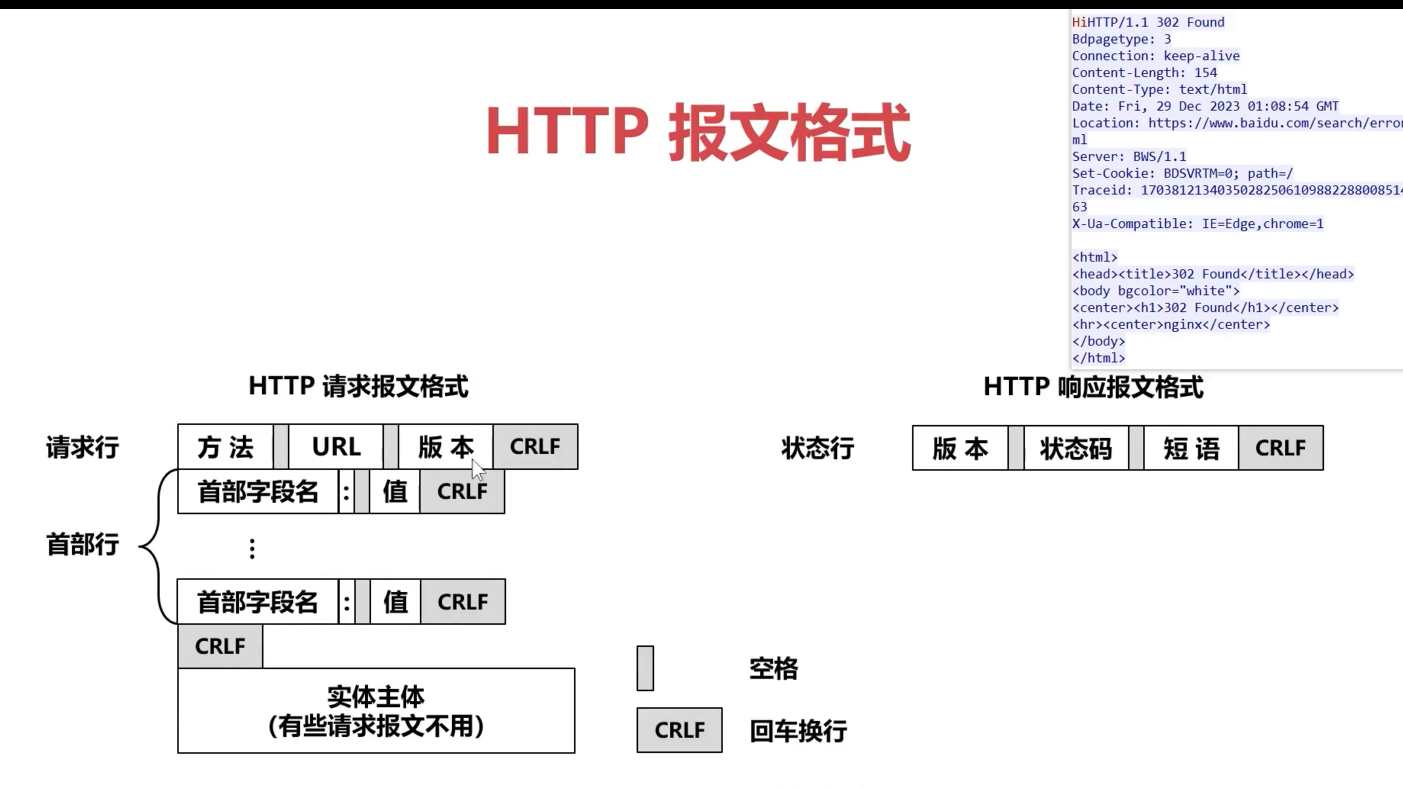 HiHTTP/1.1 302 Found
Bdpagetype: 3
Connection: keep-alive
Content-Length: 154
Content-Type: text/html
Date: Fri, 29 Dec 2023 01:08:54 GMT
Location: https://www.baidu.com/search/error
ml
Server: BWS/1.1
Set-Cookie: BDSVRTM=0; path=/
Traceid: 17038121340350282506109882288008514
63
X-Ua-Compatible: IE=Edge,chrome=1
<html>
<head><title>302 Found</title></head>
<body bgcolor="white">
<center><h1>302 Found</h1></center>
<hr><center>nginx</center>
</body>
</html>
HTTP 报文格式
HTTP 请求报文格式
请求行 方 法 URL 版 本 CRLF
首部字段名 : 值 CRLF
首部行
⋮
首部字段名 : 值 CRLF
CRLF
实体主体
（有些请求报文不用）
空格
CRLF 回车换行
HTTP 响应报文格式
状态行 版 本 状态码 短 语 CRLF